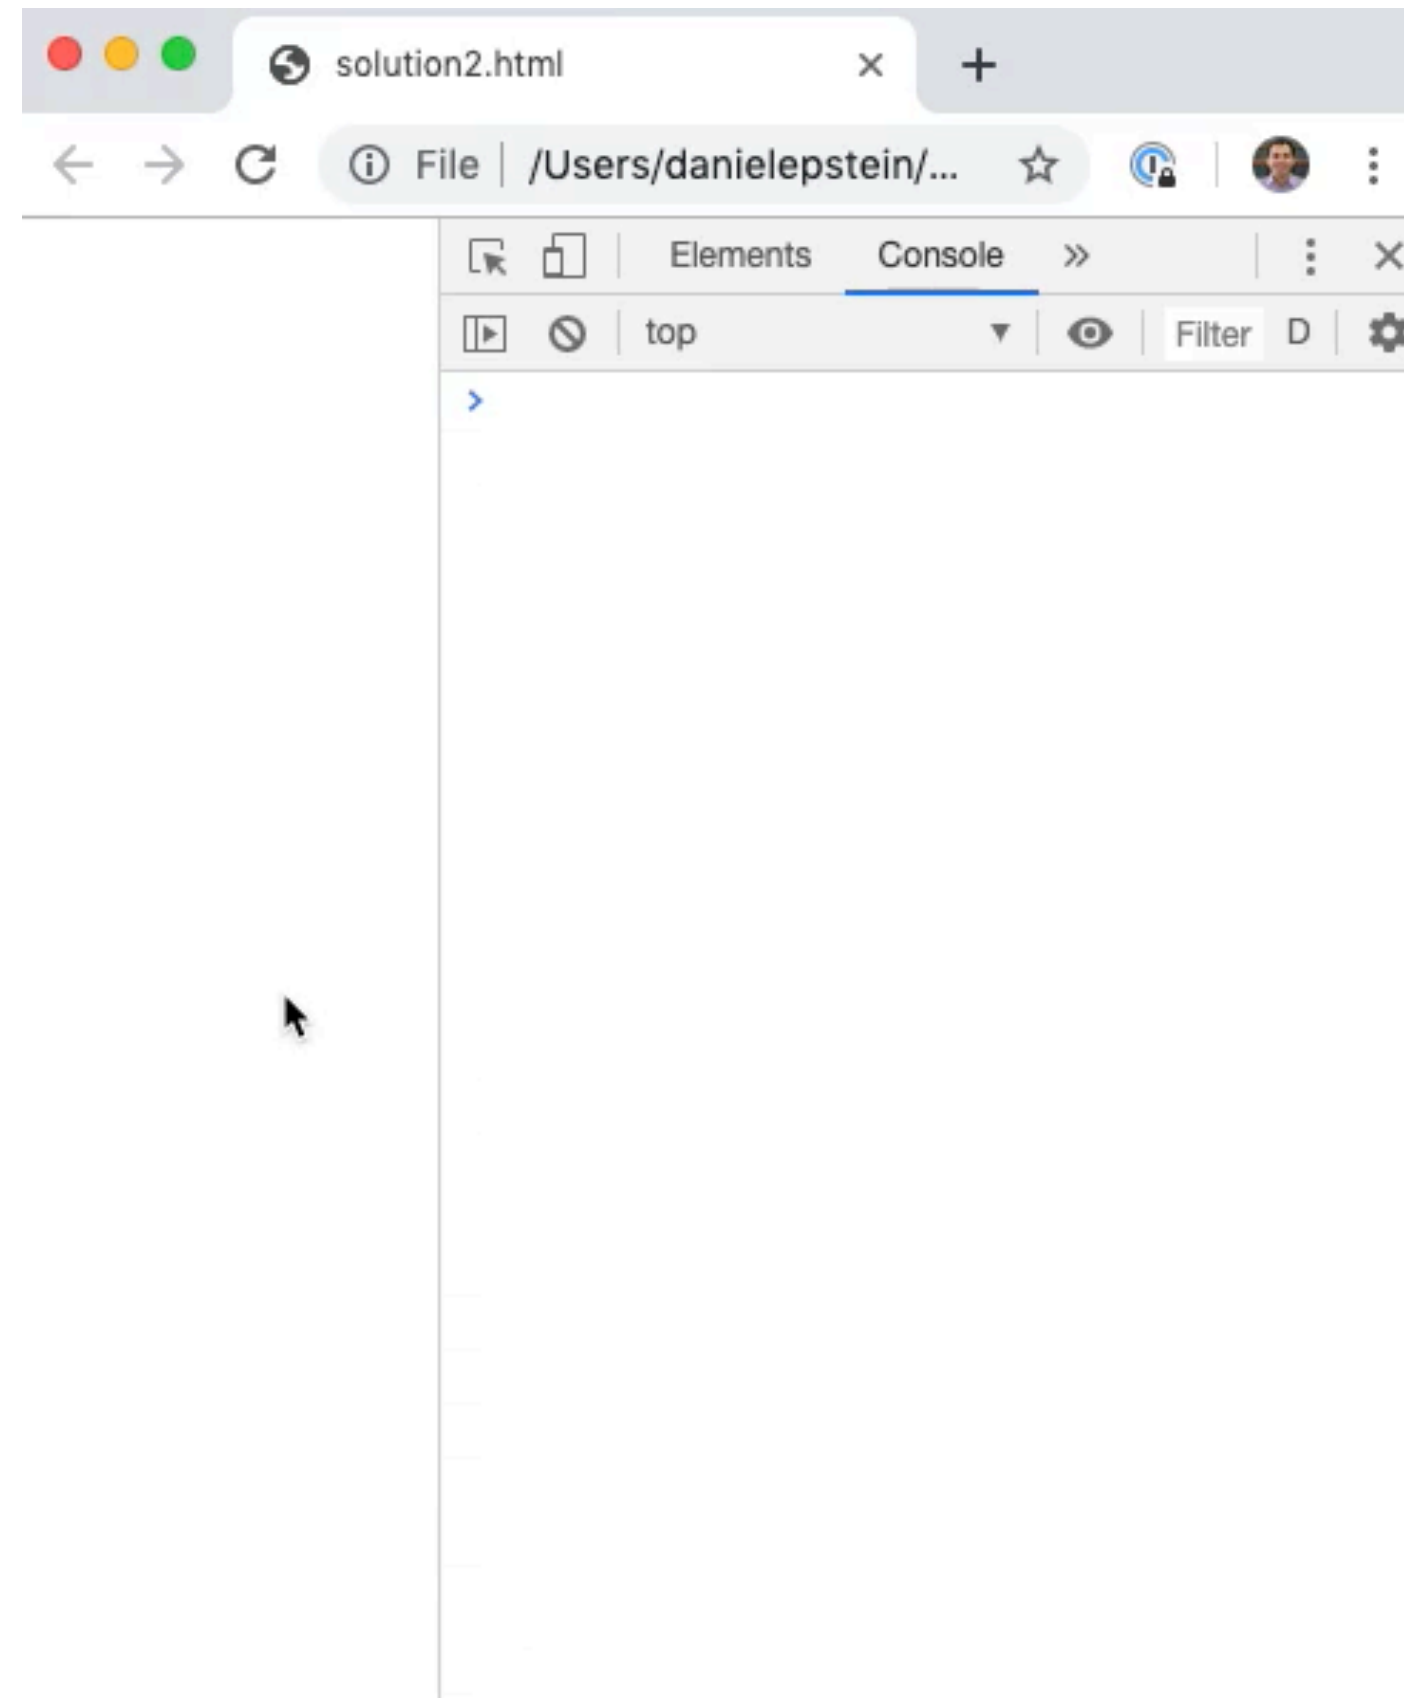 solution2.html
File /Users/danielepstein/...
Elements Console
top Filter D